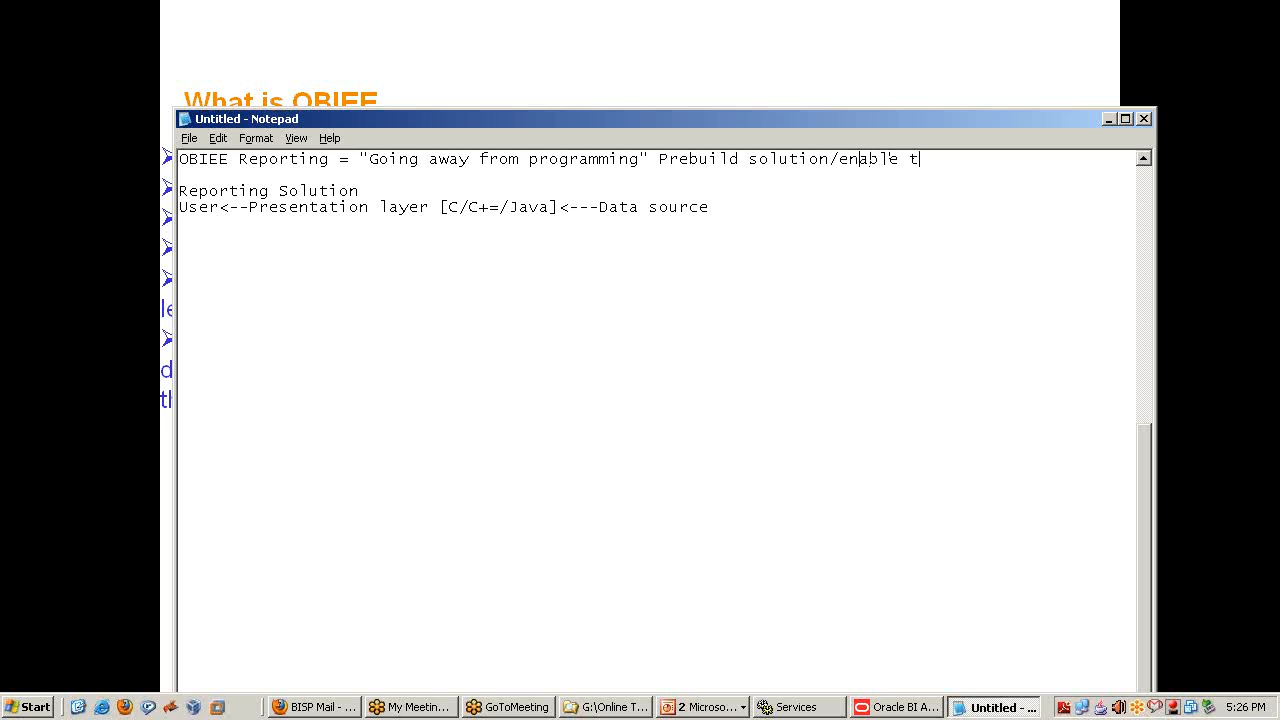 What is OBIEE
Untitled - Notepad
File Edit Format View Help
OBIEE Reporting = "Going away from programming" Prebuild solution/enable t
Reporting Solution
User<--Presentation layer [C/C+=/Java]<---Data source
le
d
th
Start BISP Mail - ... My Meetin... GoToMeeting G:\Online T... 2 Microso... Services Oracle BI A... Untitled - ... 5:26 PM